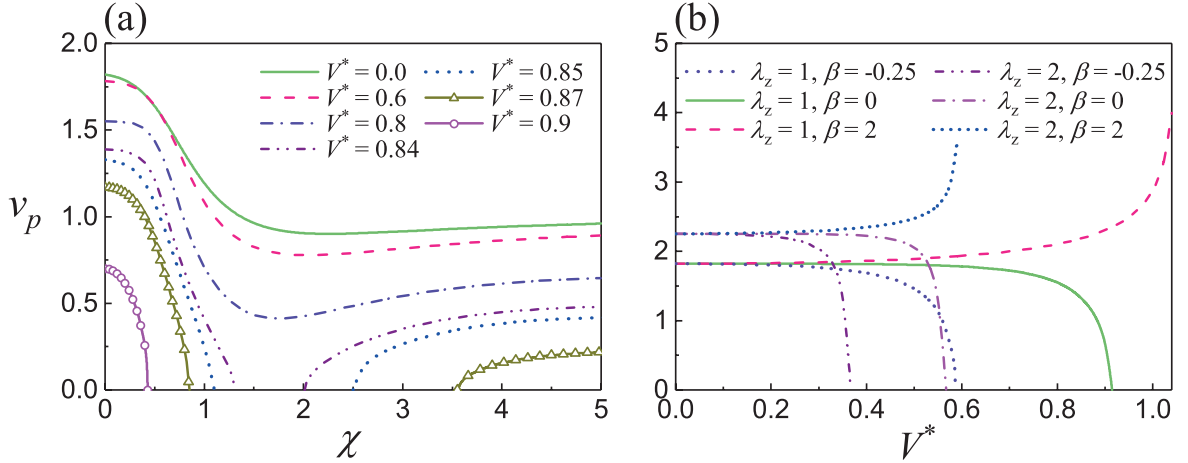 (a)
2.0
1.5
1.0
0.5
0.0
v_p
V* = 0.0
V* = 0.6
V* = 0.8
V* = 0.84
V* = 0.85
V* = 0.87
V* = 0.9
0 1 2 3 4 5
χ
(b)
5
4
3
2
1
0
λ_z = 1, β = -0.25
λ_z = 1, β = 0
λ_z = 1, β = 2
λ_z = 2, β = -0.25
λ_z = 2, β = 0
λ_z = 2, β = 2
0.0 0.2 0.4 0.6 0.8 1.0
V*